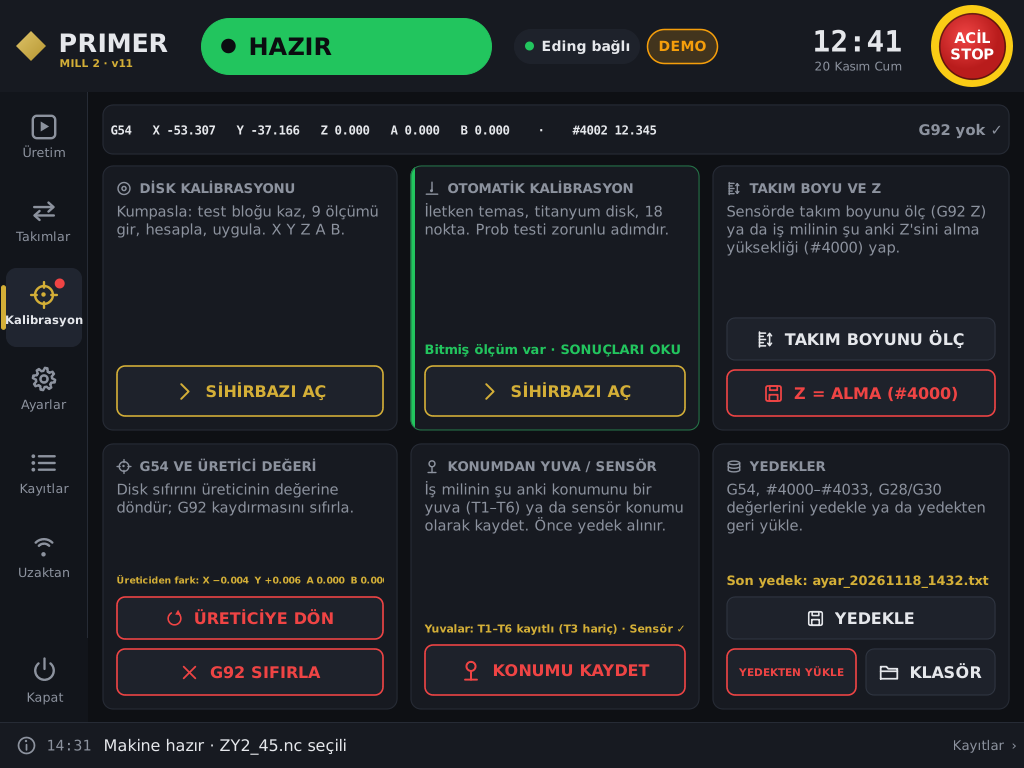 PRIMER
MILL 2 · v11
HAZIR
Eding bağlı
DEMO
12:41
20 Kasım Cum
ACİL
STOP
Üretim
Takımlar
Kalibrasyon
Ayarlar
Kayıtlar
Uzaktan
Kapat
G54 X -53.307 Y -37.166 Z 0.000 A 0.000 B 0.000 · #4002 12.345
G92 yok ✓
DİSK KALİBRASYONU
Kumpasla: test bloğu kaz, 9 ölçümü
gir, hesapla, uygula. X Y Z A B.
SİHİRBAZI AÇ
OTOMATİK KALİBRASYON
İletken temas, titanyum disk, 18
nokta. Prob testi zorunlu adımdır.
Bitmiş ölçüm var · SONUÇLARI OKU
SİHİRBAZI AÇ
TAKIM BOYU VE Z
Sensörde takım boyunu ölç (G92 Z)
ya da iş milinin şu anki Z'sini alma
yüksekliği (#4000) yap.
TAKIM BOYUNU ÖLÇ
Z = ALMA (#4000)
G54 VE ÜRETİCİ DEĞERİ
Disk sıfırını üreticinin değerine
döndür; G92 kaydırmasını sıfırla.
Üreticiden fark: X −0.004 Y +0.006 A 0.000 B 0.00
ÜRETİCİYE DÖN
G92 SIFIRLA
KONUMDAN YUVA / SENSÖR
İş milinin şu anki konumunu bir
yuva (T1–T6) ya da sensör konumu
olarak kaydet. Önce yedek alınır.
Yuvalar: T1–T6 kayıtlı (T3 hariç) · Sensör ✓
KONUMU KAYDET
YEDEKLER
G54, #4000–#4033, G28/G30
değerlerini yedekle ya da yedekten
geri yükle.
Son yedek: ayar_20261118_1432.txt
YEDEKLE
YEDEKTEN YÜKLE
KLASÖR
14:31 Makine hazır · ZY2_45.nc seçili
Kayıtlar ›